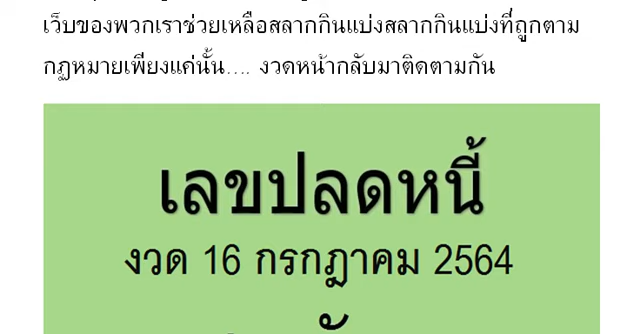 เว็บของพวกเราช่วยเหลือสลากกินแบ่งสลากกินแบ่งที่ถูกตาม
กฏหมายเพียงแค่นั้น…. งวดหน้ากลับมาติดตามกัน
เลขปลดหนี้
งวด 16 กรกฎาคม 2564